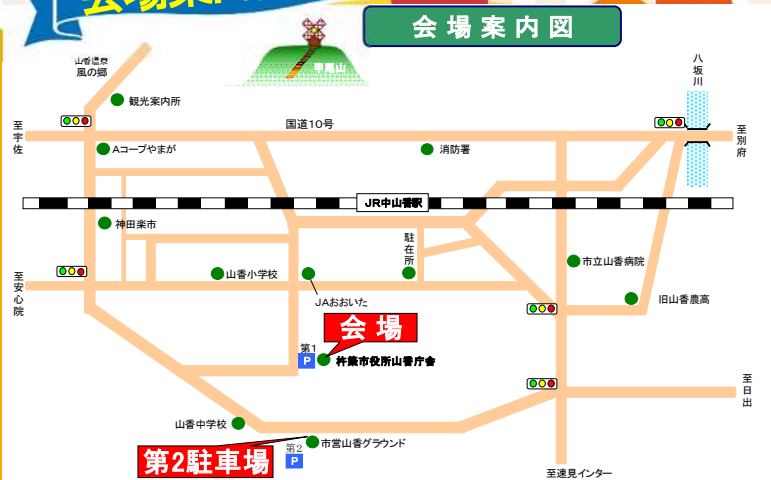 会場案内図
甲尾山
山香温泉
風の郷
八坂川
観光案内所
至宇佐
国道10号
至別府
Aコープやまが
消防署
JR中山香駅
神田楽市
駐在所
市立山香病院
至安心院
山香小学校
JAおおいた
旧山香農高
会場
第1
P
杵築市役所山香庁舎
至日出
山香中学校
市営山香グラウンド
第2駐車場
第2
P
至速見インター